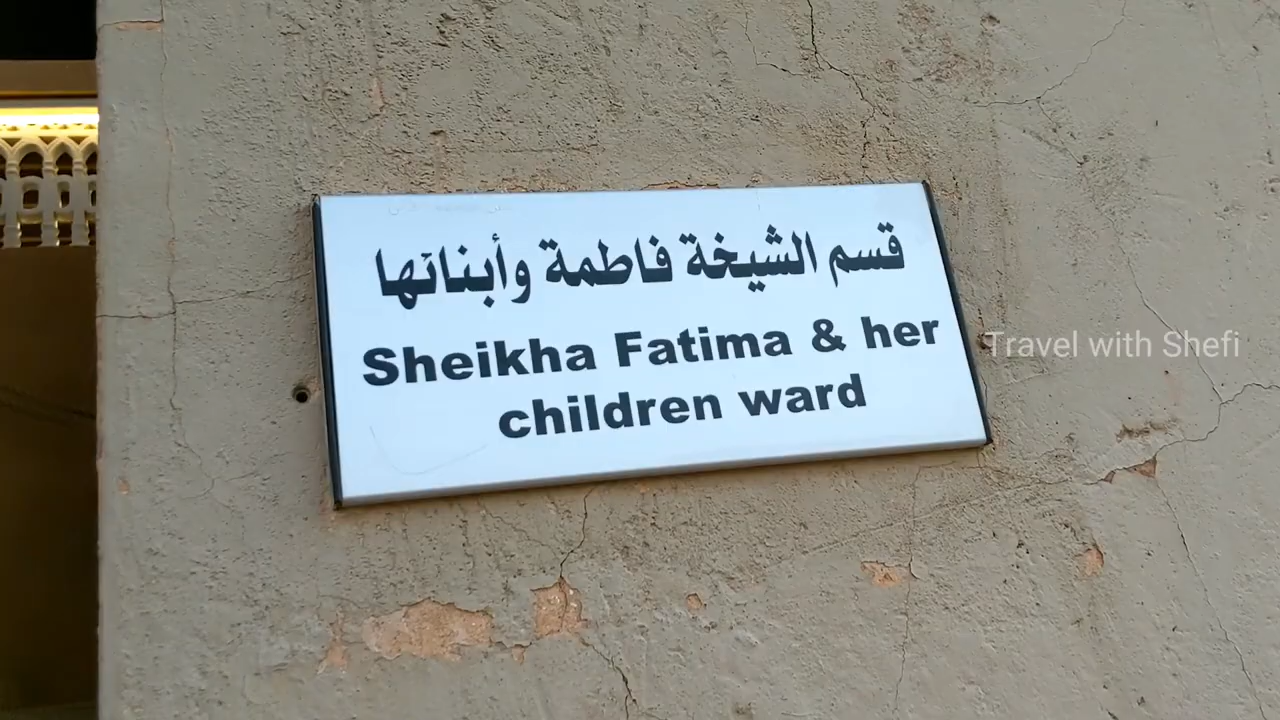 قسم الشيخة فاطمة وأبنائها
Sheikha Fatima & her
children ward
Travel with Shefi